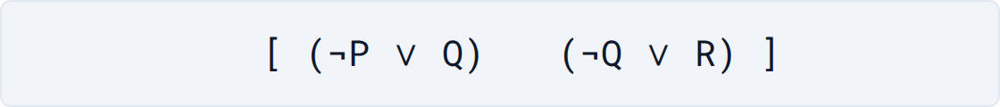 [ (¬P ∨ Q)   (¬Q ∨ R) ]